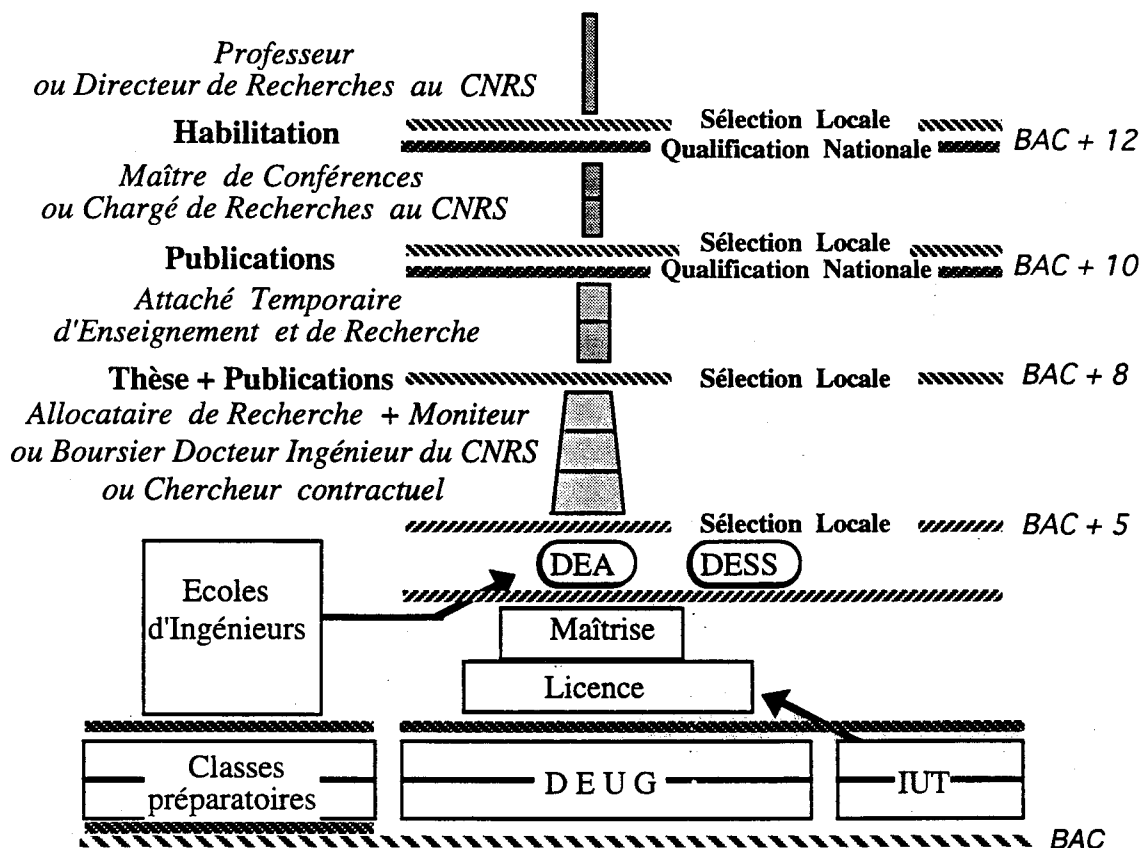 Professeur
ou Directeur de Recherches au CNRS
Habilitation
Sélection Locale
Qualification Nationale
BAC + 12
Maître de Conférences
ou Chargé de Recherches au CNRS
Publications
Sélection Locale
Qualification Nationale
BAC + 10
Attaché Temporaire
d'Enseignement et de Recherche
Thèse + Publications
Sélection Locale
BAC + 8
Allocataire de Recherche + Moniteur
ou Boursier Docteur Ingénieur du CNRS
ou Chercheur contractuel
Sélection Locale
BAC + 5
DEA
DESS
Ecoles
d'Ingénieurs
Maîtrise
Licence
Classes
préparatoires
D E U G
IUT
BAC